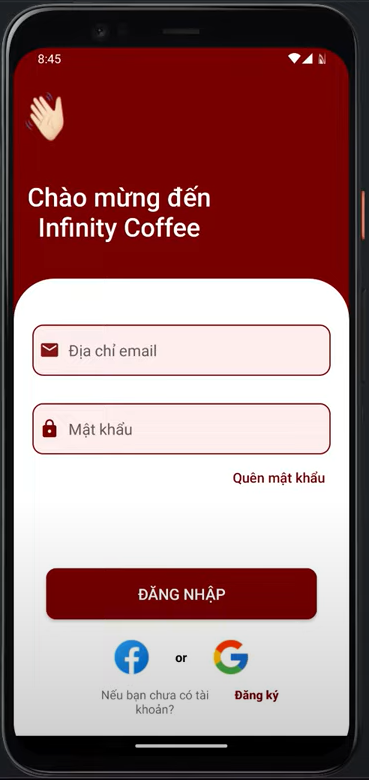 8:45
Chào mừng đến
Infinity Coffee
Địa chỉ email
Mật khẩu
Quên mật khẩu
ĐĂNG NHẬP
or
Nếu bạn chưa có tài
khoản?
Đăng ký